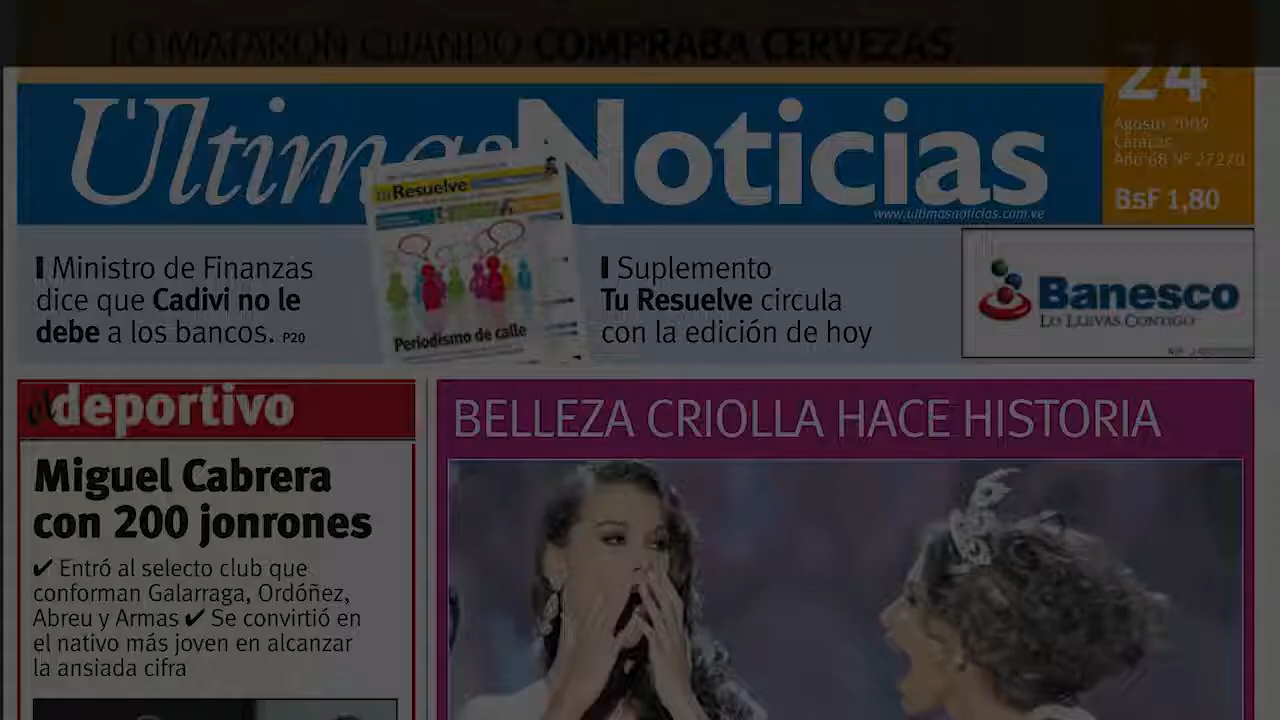 LO MATARON CUANDO COMPRABA CERVEZAS.
Últimas Noticias
www.ultimasnoticias.com.ve
24
Agosto 2009
Caracas
BsF 1,80
Ministro de Finanzas
dice que Cadivi no le
debe a los bancos. P20
tuResuelve
Periodismo de calle
Suplemento
Tu Resuelve circula
con la edición de hoy
Banesco
LO LLEVAS CONTIGO
el deportivo
Miguel Cabrera
con 200 jonrones
✔ Entró al selecto club que
conforman Galarraga, Ordóñez,
Abreu y Armas ✔ Se convirtió en
el nativo más joven en alcanzar
la ansiada cifra
BELLEZA CRIOLLA HACE HISTORIA